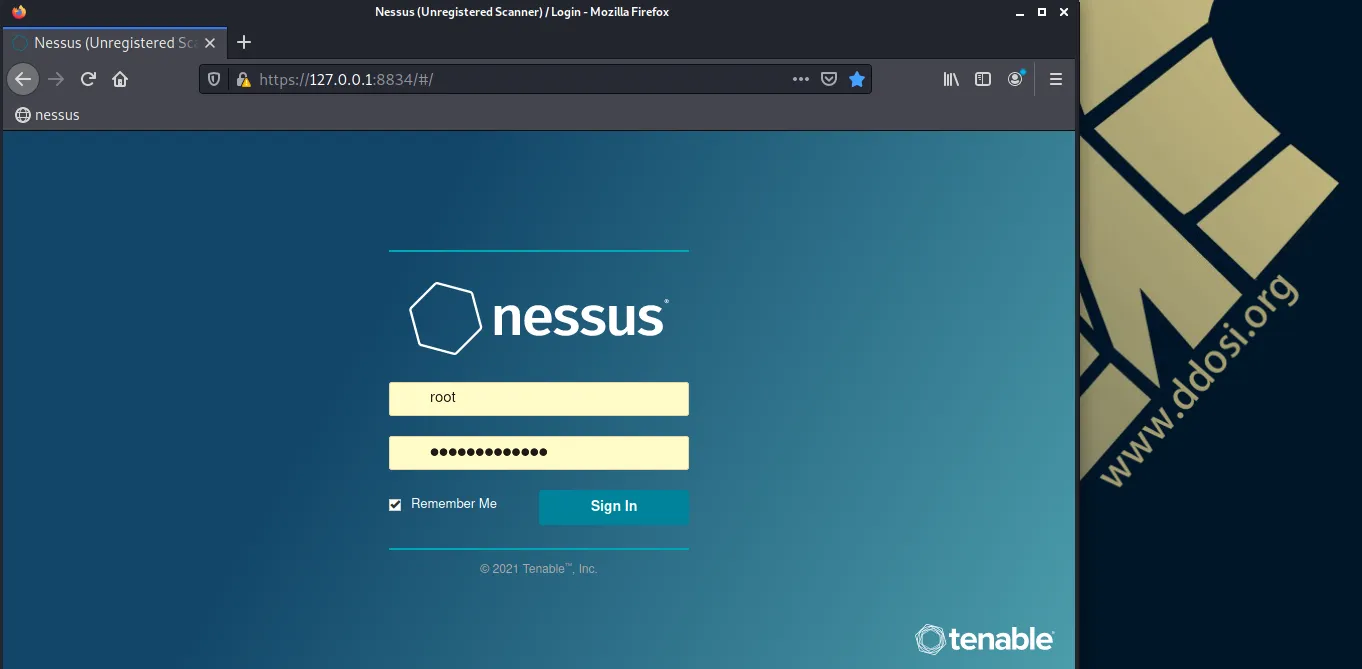 Nessus (Unregistered Scanner) / Login - Mozilla Firefox
Nessus (Unregistered Sc
https://127.0.0.1:8834/#/
nessus
nessus®
root
Remember Me
Sign In
© 2021 Tenable™, Inc.
tenable
www.ddosi.org